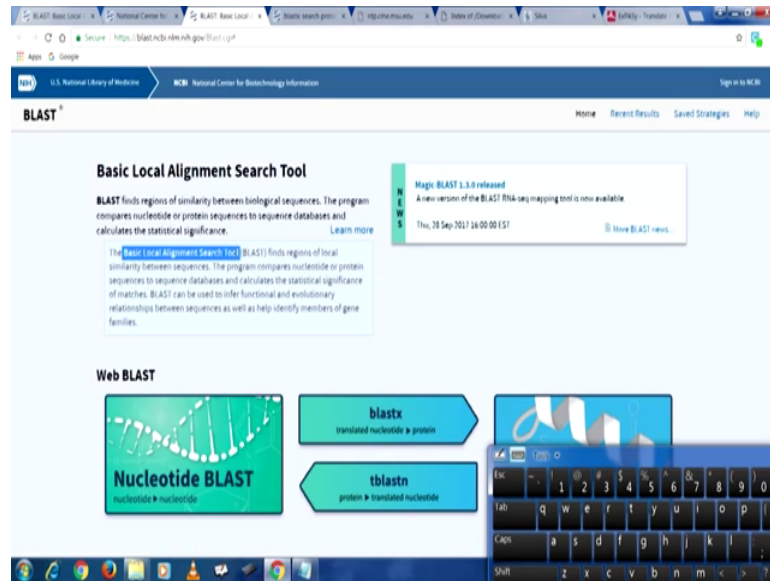 BLAST: Basic Local
National Center for
BLAST: Basic Local
blastx search prote
rdp.cme.msu.edu
Index of /Downloa
Silva
ExPASy - Translate
Secure https://blast.ncbi.nlm.nih.gov/Blast.cgi#
Apps Google
NIH U.S. National Library of Medicine NCBI National Center for Biotechnology Information Sign in to NCBI
BLAST ® Home Recent Results Saved Strategies Help
Basic Local Alignment Search Tool
BLAST finds regions of similarity between biological sequences. The program
compares nucleotide or protein sequences to sequence databases and
calculates the statistical significance. Learn more
The Basic Local Alignment Search Tool (BLAST) finds regions of local
similarity between sequences. The program compares nucleotide or protein
sequences to sequence databases and calculates the statistical significance
of matches. BLAST can be used to infer functional and evolutionary
relationships between sequences as well as help identify members of gene
families.
NEWS
Magic BLAST 1.3.0 released
A new version of the BLAST RNA-seq mapping tool is now available.
Thu, 28 Sep 2017 16:00:00 EST More BLAST news...
Web BLAST
Nucleotide BLAST
nucleotide ▸ nucleotide
blastx
translated nucleotide ▸ protein
tblastn
protein ▸ translated nucleotide
Tools
Esc ~ ` ! 1 @ 2 # 3 $ 4 % 5 ^ 6 & 7 * 8 ( 9 ) 0
Tab q w e r t y u i o p {
Caps a s d f g h j k l : ;
Shift z x c v b n m < > ?